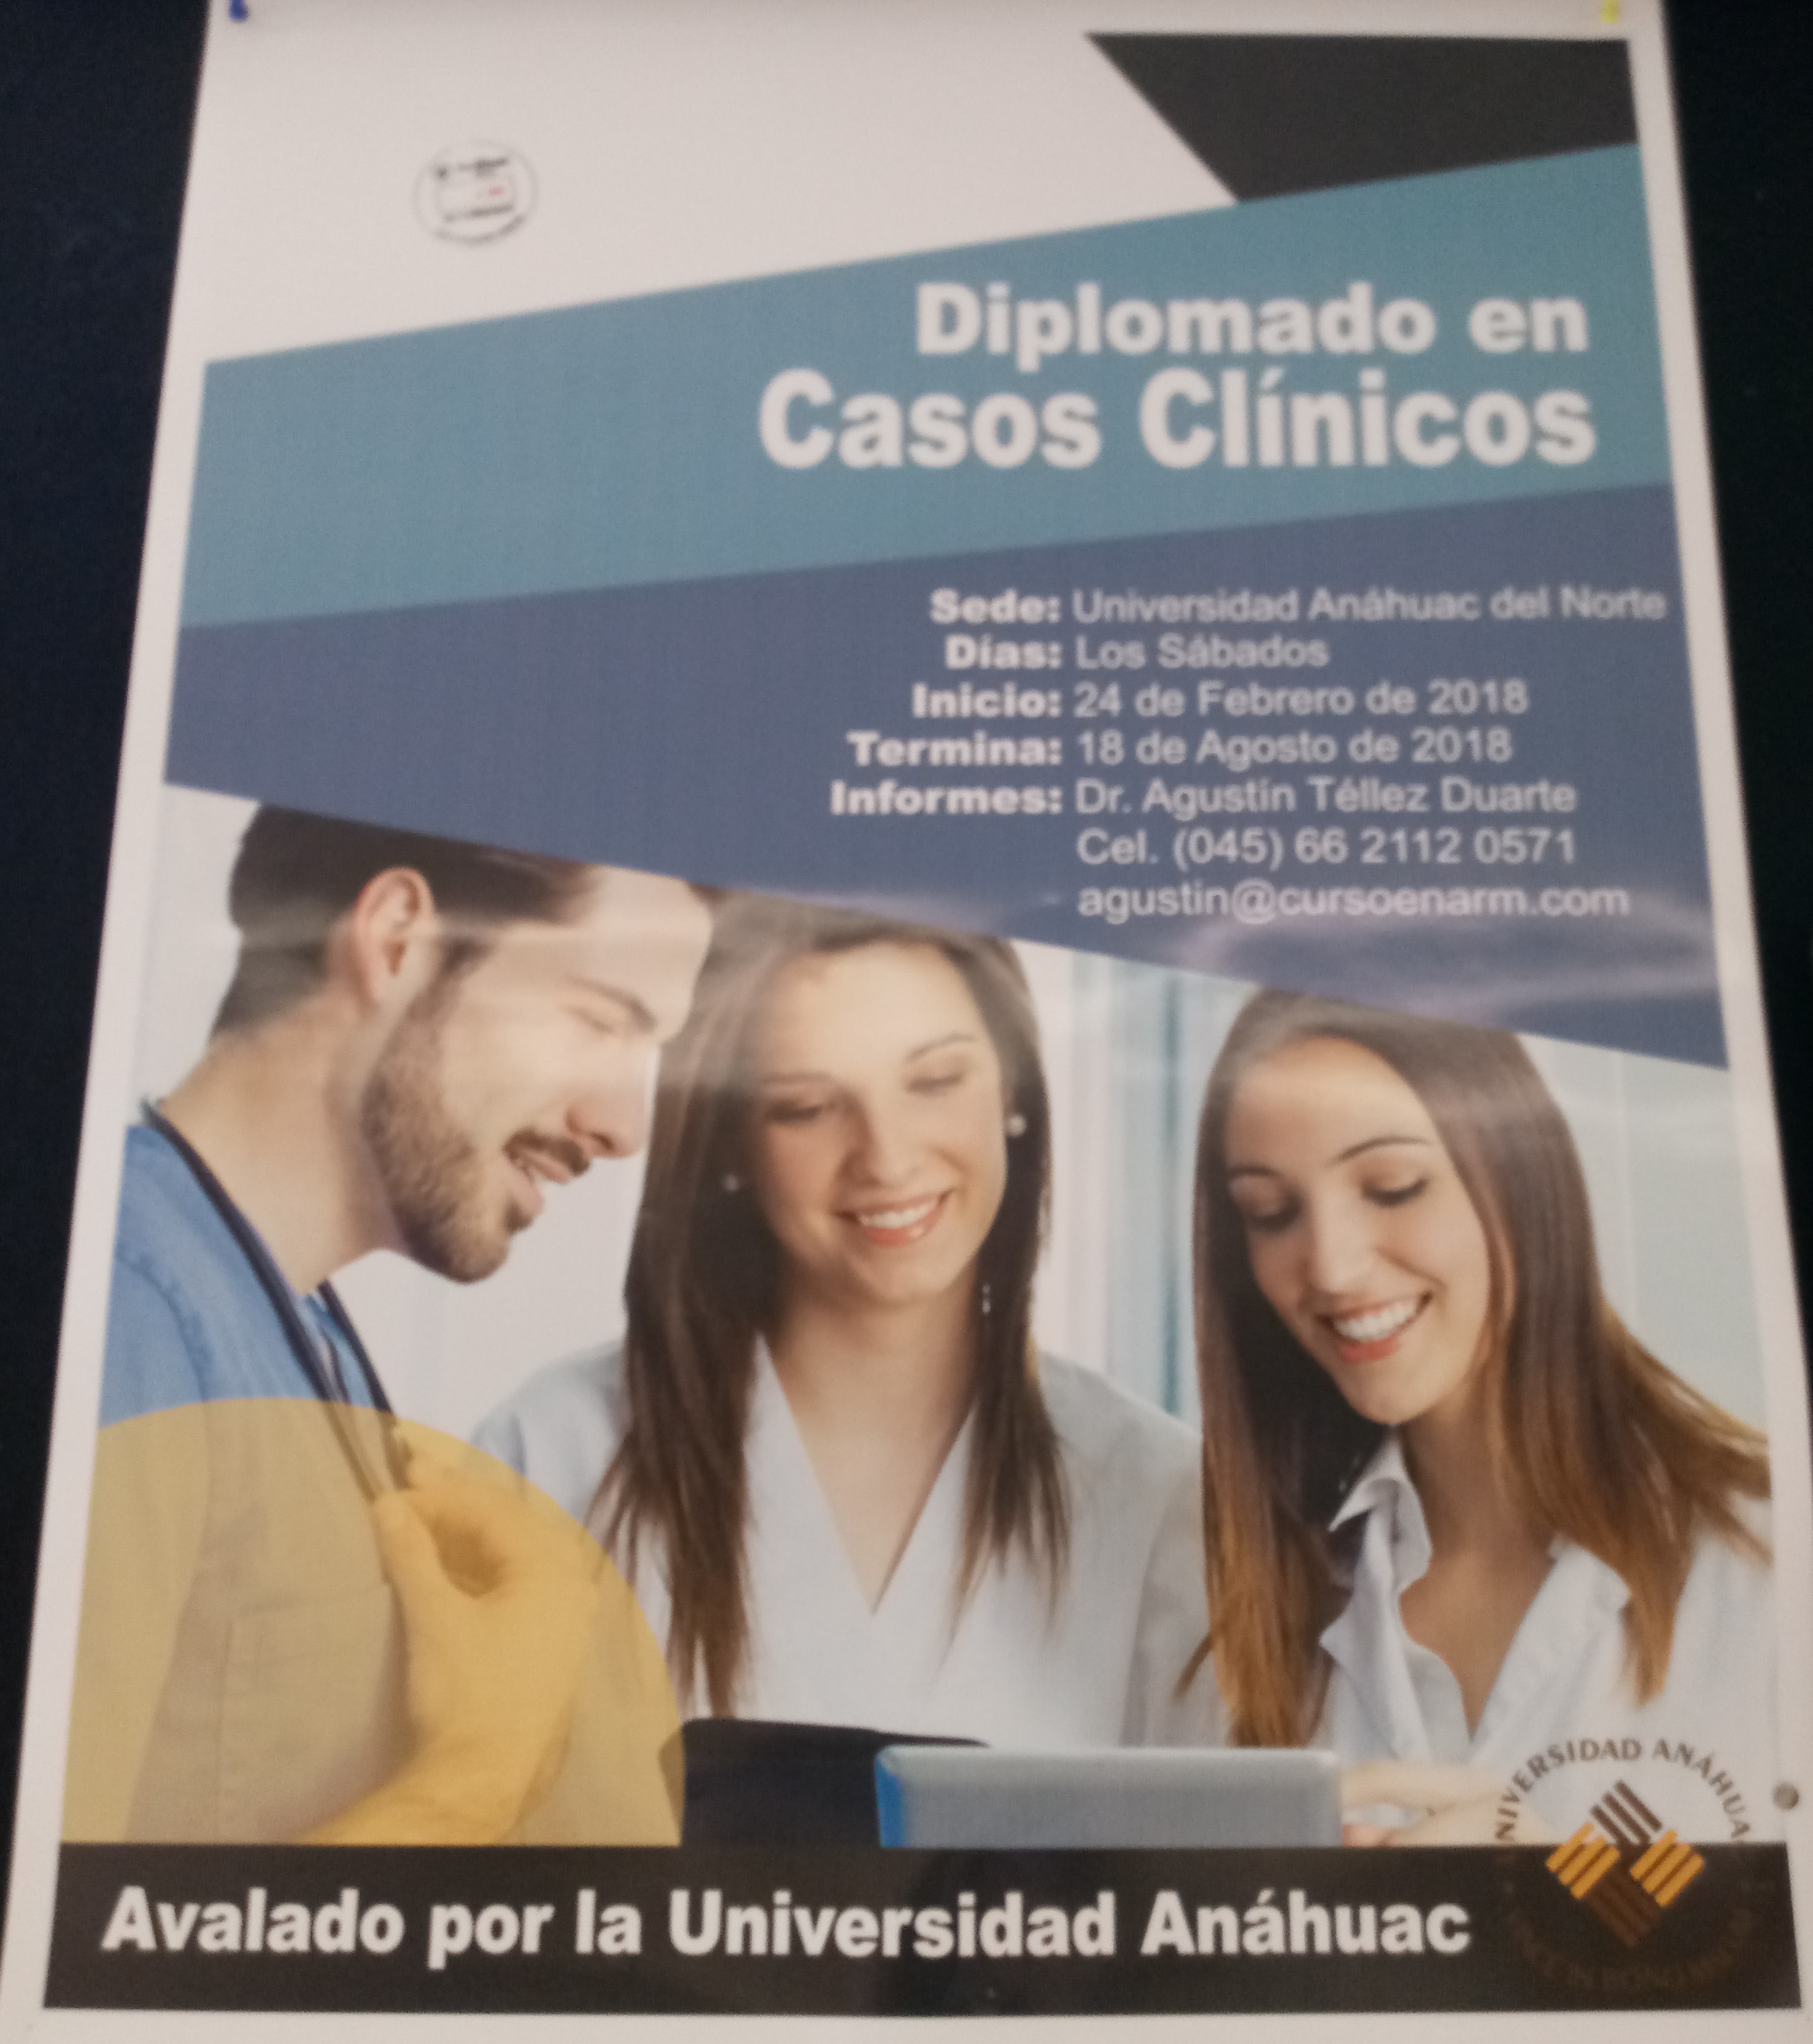 Diplomado en
Casos Clínicos
Sede: Universidad Anáhuac del Norte
Días: Los Sábados
Inicio: 24 de Febrero de 2018
Termina: 18 de Agosto de 2018
Informes: Dr. Agustín Téllez Duarte
Cel. (045) 66 2112 0571
agustin@cursoenarm.com
UNIVERSIDAD ANÁHUAC
Avalado por la Universidad Anáhuac